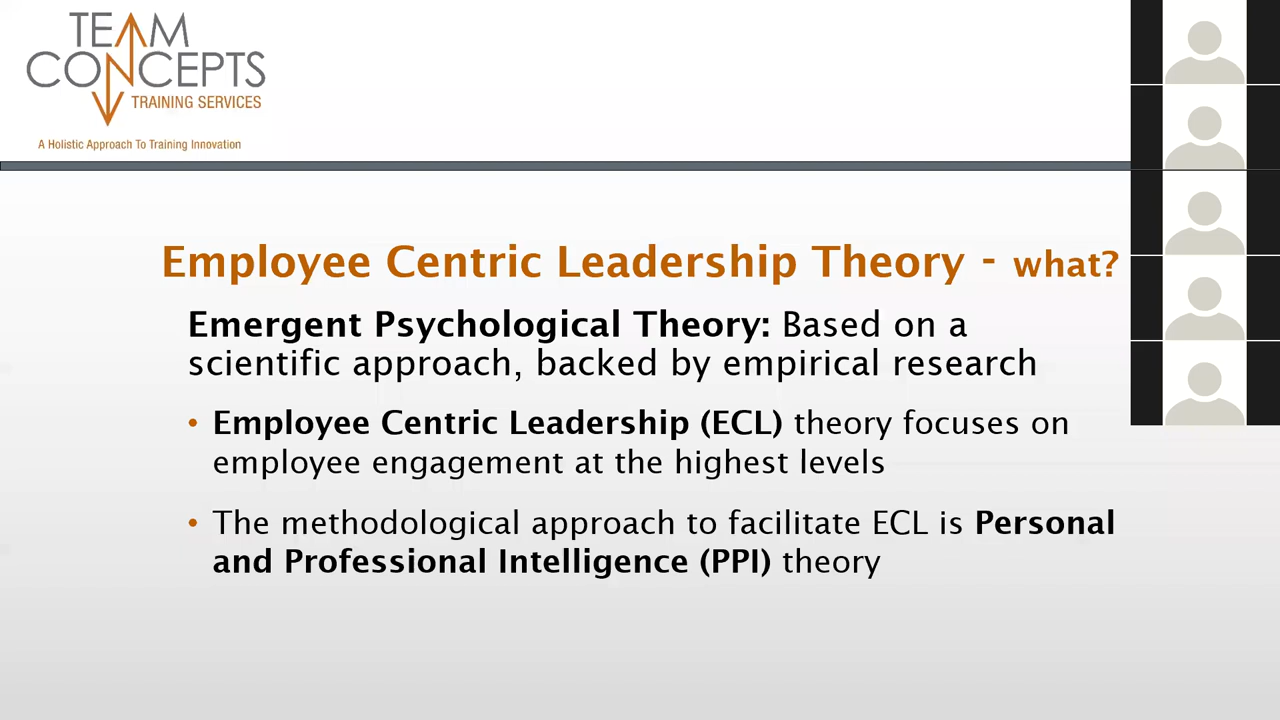 TEAM
CONCEPTS
TRAINING SERVICES
A Holistic Approach To Training Innovation
Employee Centric Leadership Theory - what?
Emergent Psychological Theory: Based on a
scientific approach, backed by empirical research
• Employee Centric Leadership (ECL) theory focuses on
employee engagement at the highest levels
• The methodological approach to facilitate ECL is Personal
and Professional Intelligence (PPI) theory